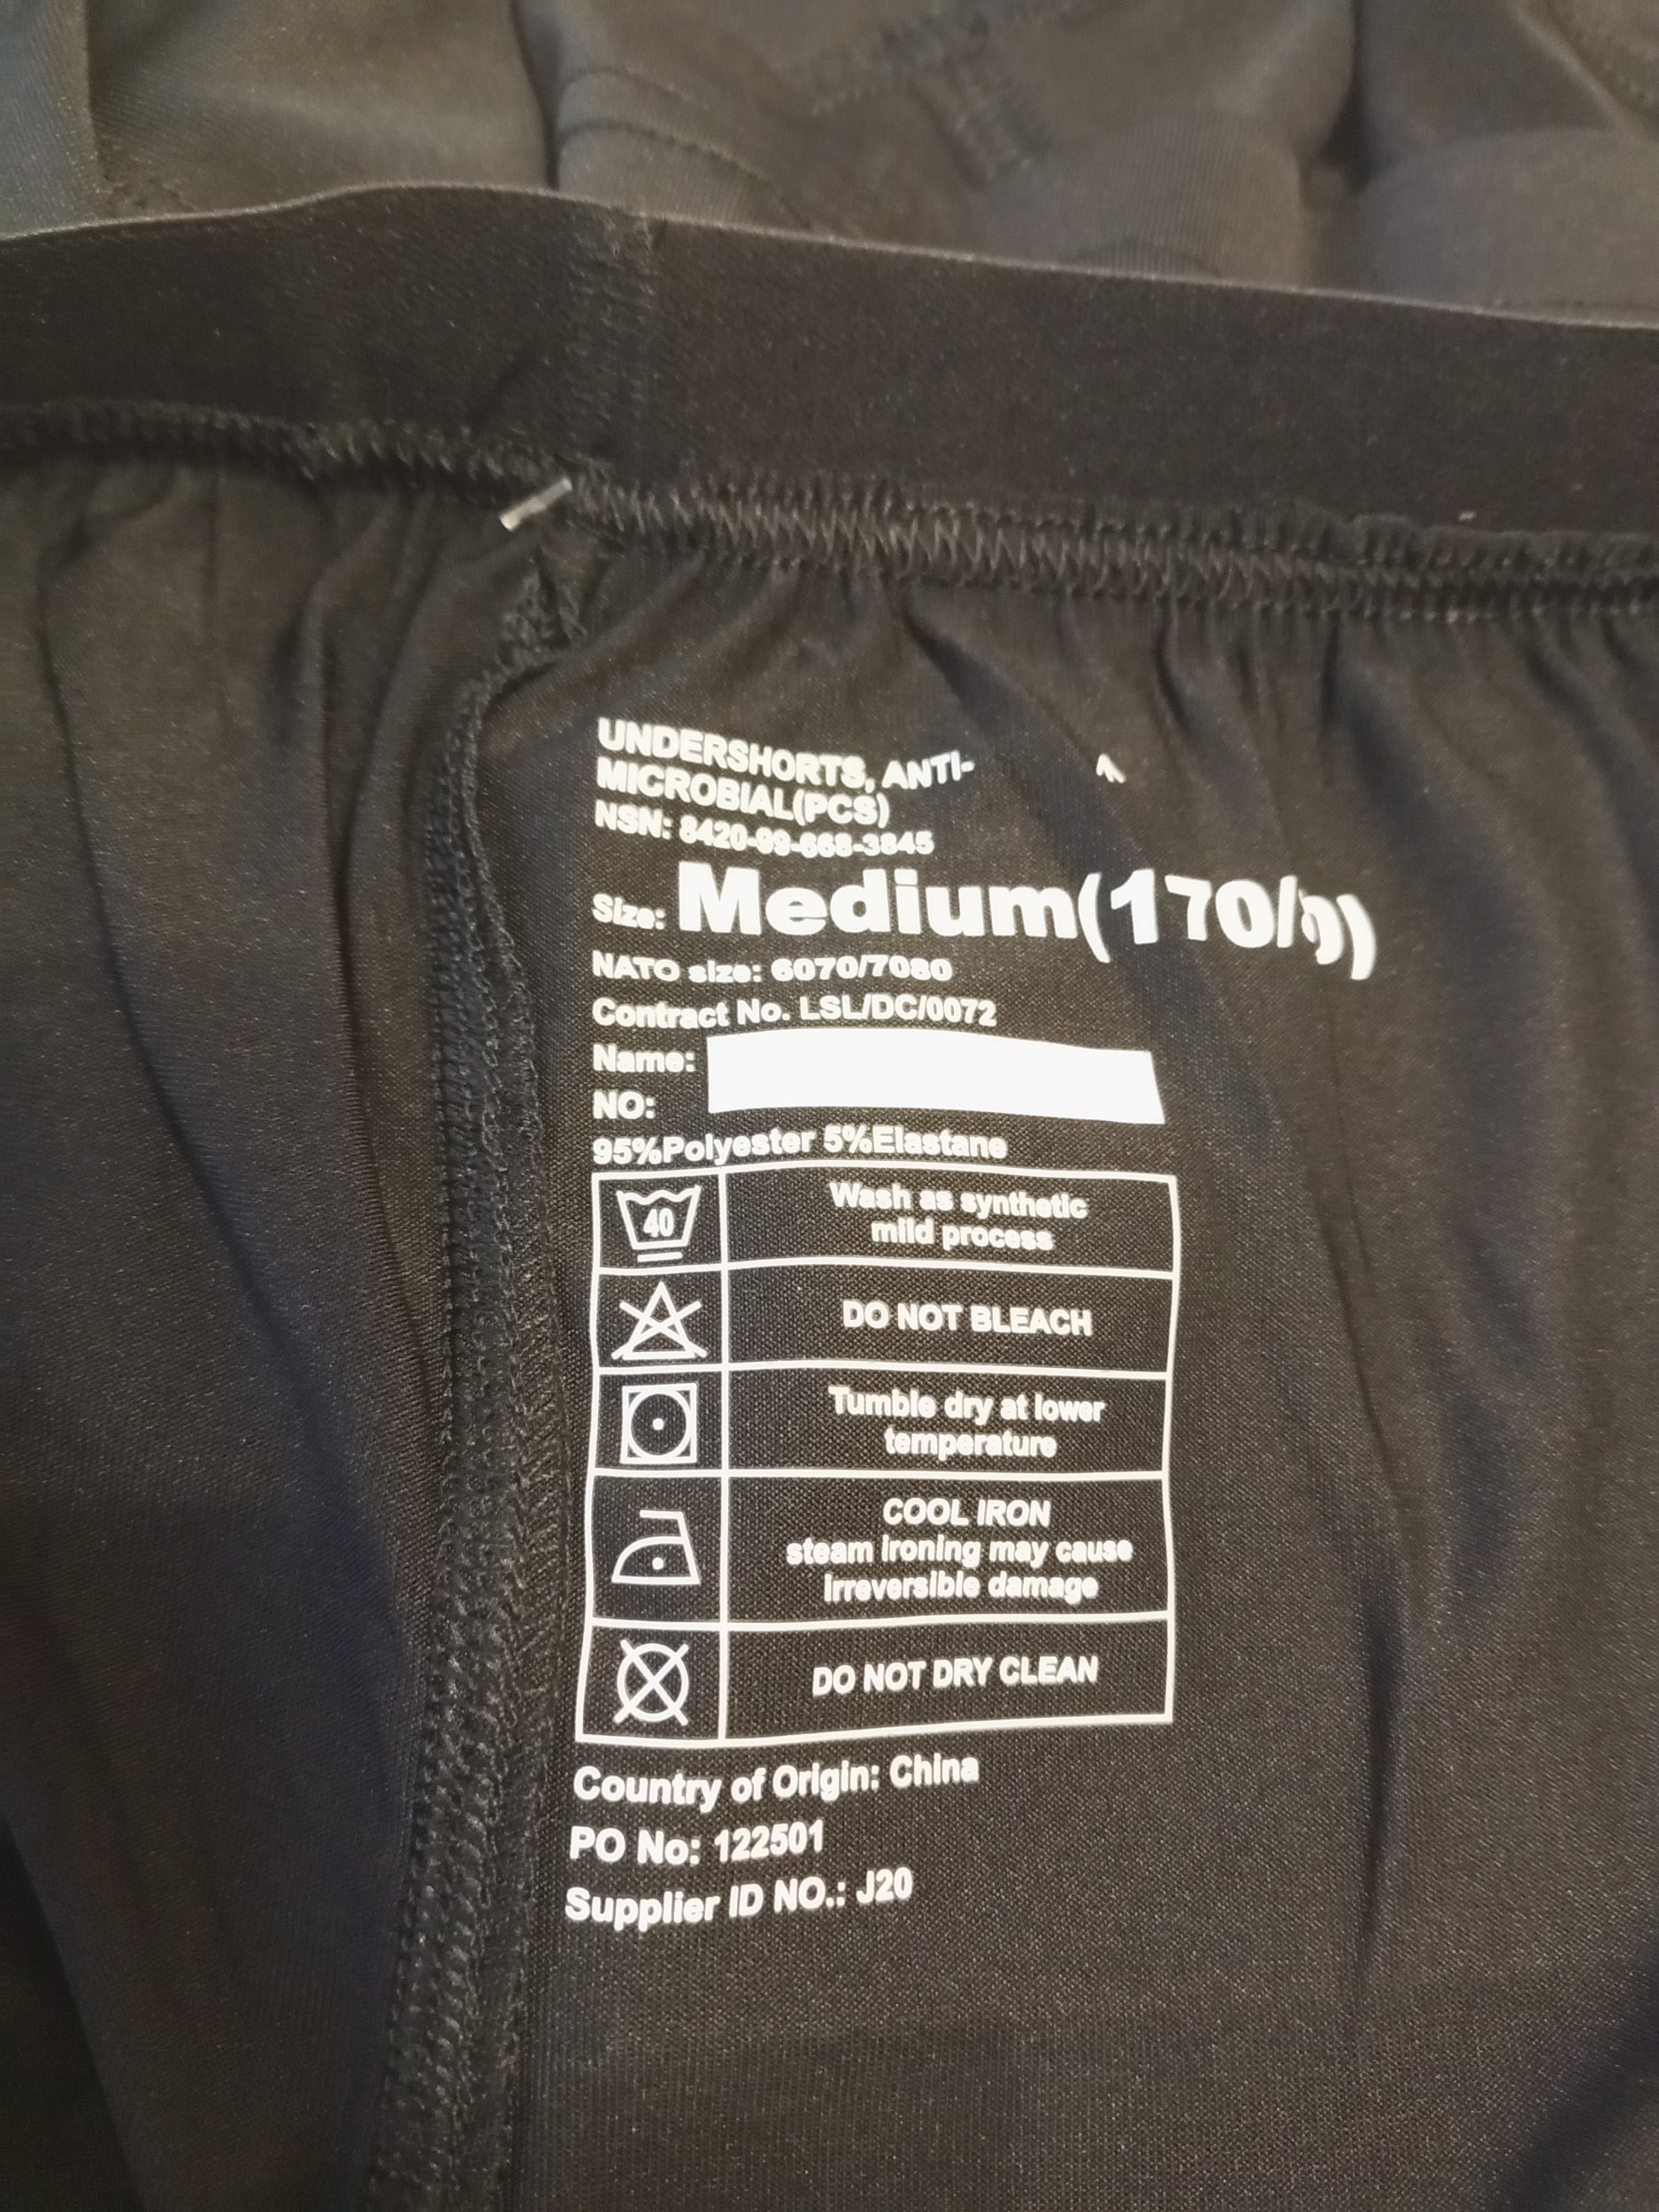 UNDERSHORTS, ANTI-
MICROBIAL(PCS)
NSN: 8420-99-668-3845
Size: Medium
NATO size: 6070/7080
Contract No. LSL/DC/0072
Name:
NO:
95%Polyester 5%Elastane
40
Wash as synthetic
mild process
DO NOT BLEACH
Tumble dry at lower
temperature
COOL IRON
steam ironing may cause
irreversible damage
DO NOT DRY CLEAN
Country of Origin: China
PO No: 122501
Supplier ID NO.: J20